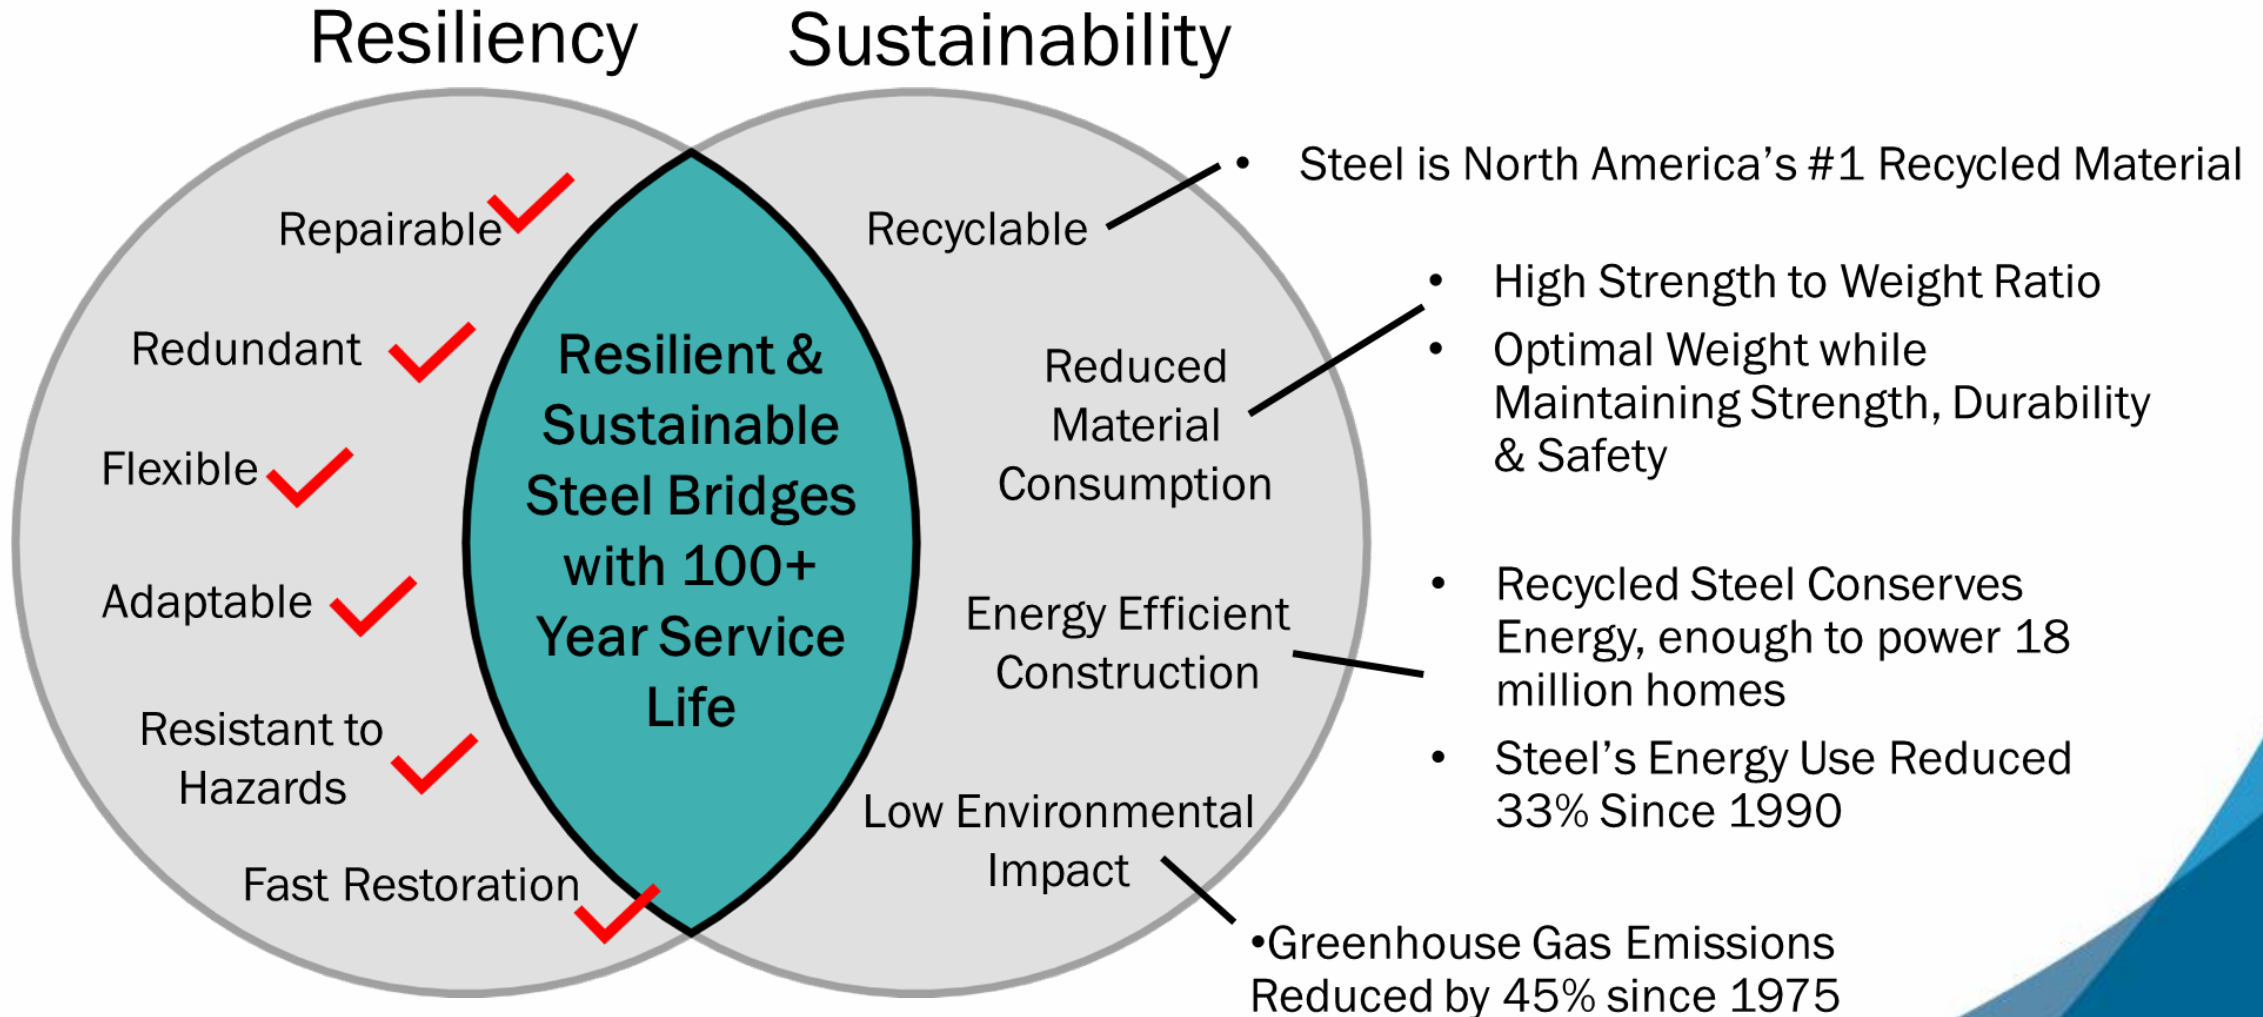 Resiliency
Sustainability
Repairable
Redundant
Flexible
Adaptable
Resistant to
Hazards
Fast Restoration
Resilient &
Sustainable
Steel Bridges
with 100+
Year Service
Life
Recyclable
Reduced
Material
Consumption
Energy Efficient
Construction
Low Environmental
Impact
• Steel is North America’s #1 Recycled Material
• High Strength to Weight Ratio
• Optimal Weight while
Maintaining Strength, Durability
& Safety
• Recycled Steel Conserves
Energy, enough to power 18
million homes
• Steel’s Energy Use Reduced
33% Since 1990
•Greenhouse Gas Emissions
Reduced by 45% since 1975